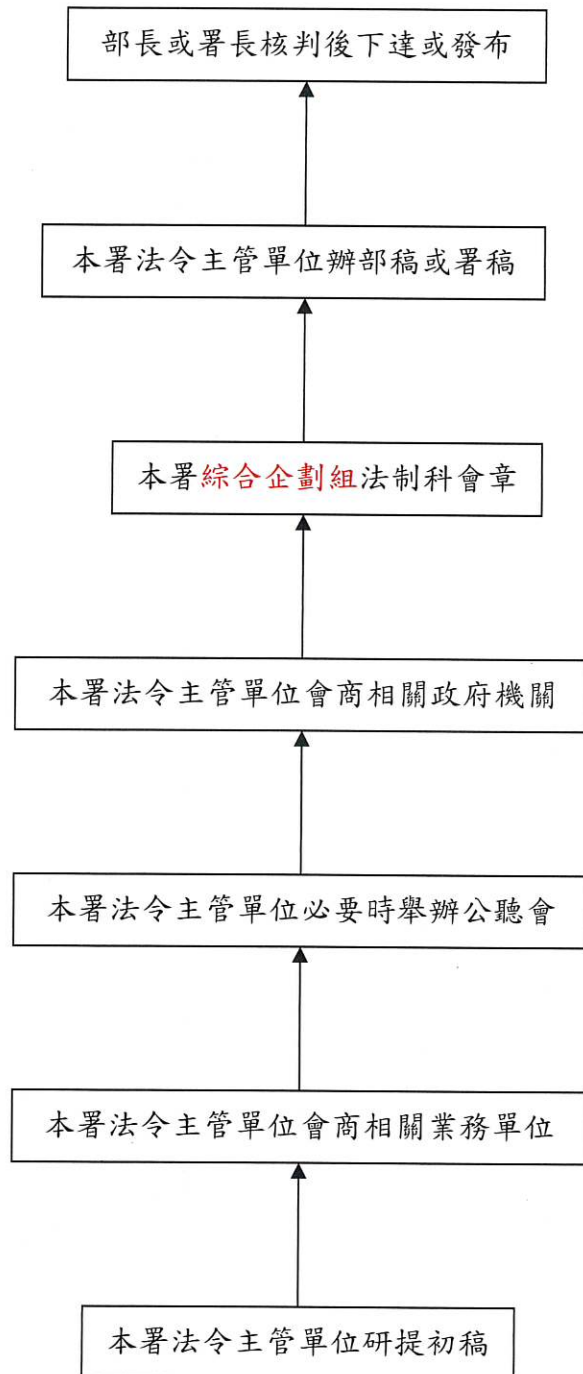 部長或署長核判後下達或發布
本署法令主管單位辦部稿或署稿
本署綜合企劃組法制科會章
本署法令主管單位會商相關政府機關
本署法令主管單位必要時舉辦公聽會
本署法令主管單位會商相關業務單位
本署法令主管單位研提初稿